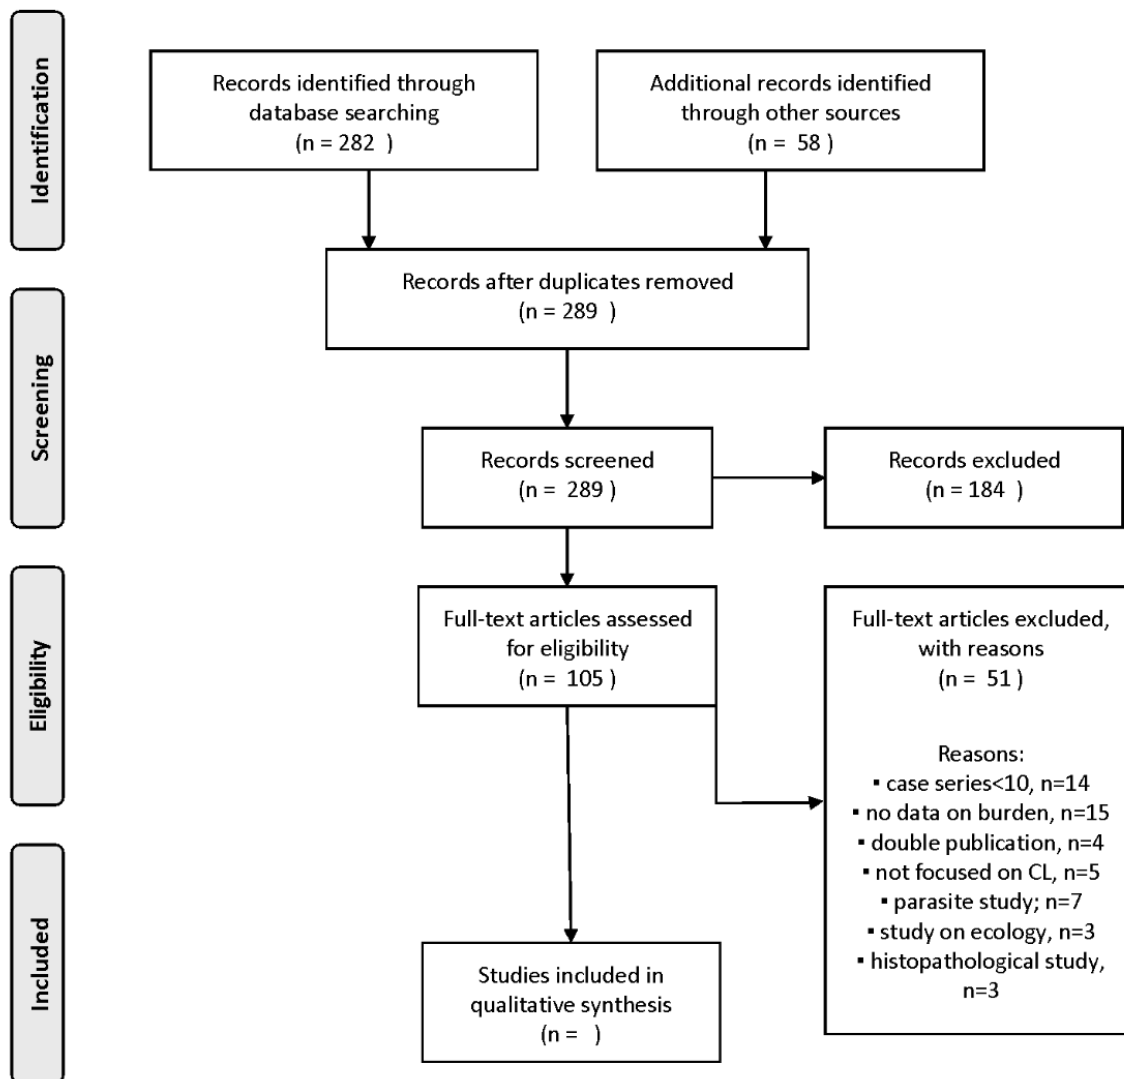 Identification
Records identified through
database searching
(n = 282 )
Additional records identified
through other sources
(n = 58 )
Records after duplicates removed
(n = 289 )
Screening
Records screened
(n = 289 )
Records excluded
(n = 184 )
Eligibility
Full-text articles assessed
for eligibility
(n = 105 )
Full-text articles excluded,
with reasons
(n = 51 )
Reasons:
▪ case series<10, n=14
▪ no data on burden, n=15
▪ double publication, n=4
▪ not focused on CL, n=5
▪ parasite study; n=7
▪ study on ecology, n=3
▪ histopathological study,
n=3
Included
Studies included in
qualitative synthesis
(n = )